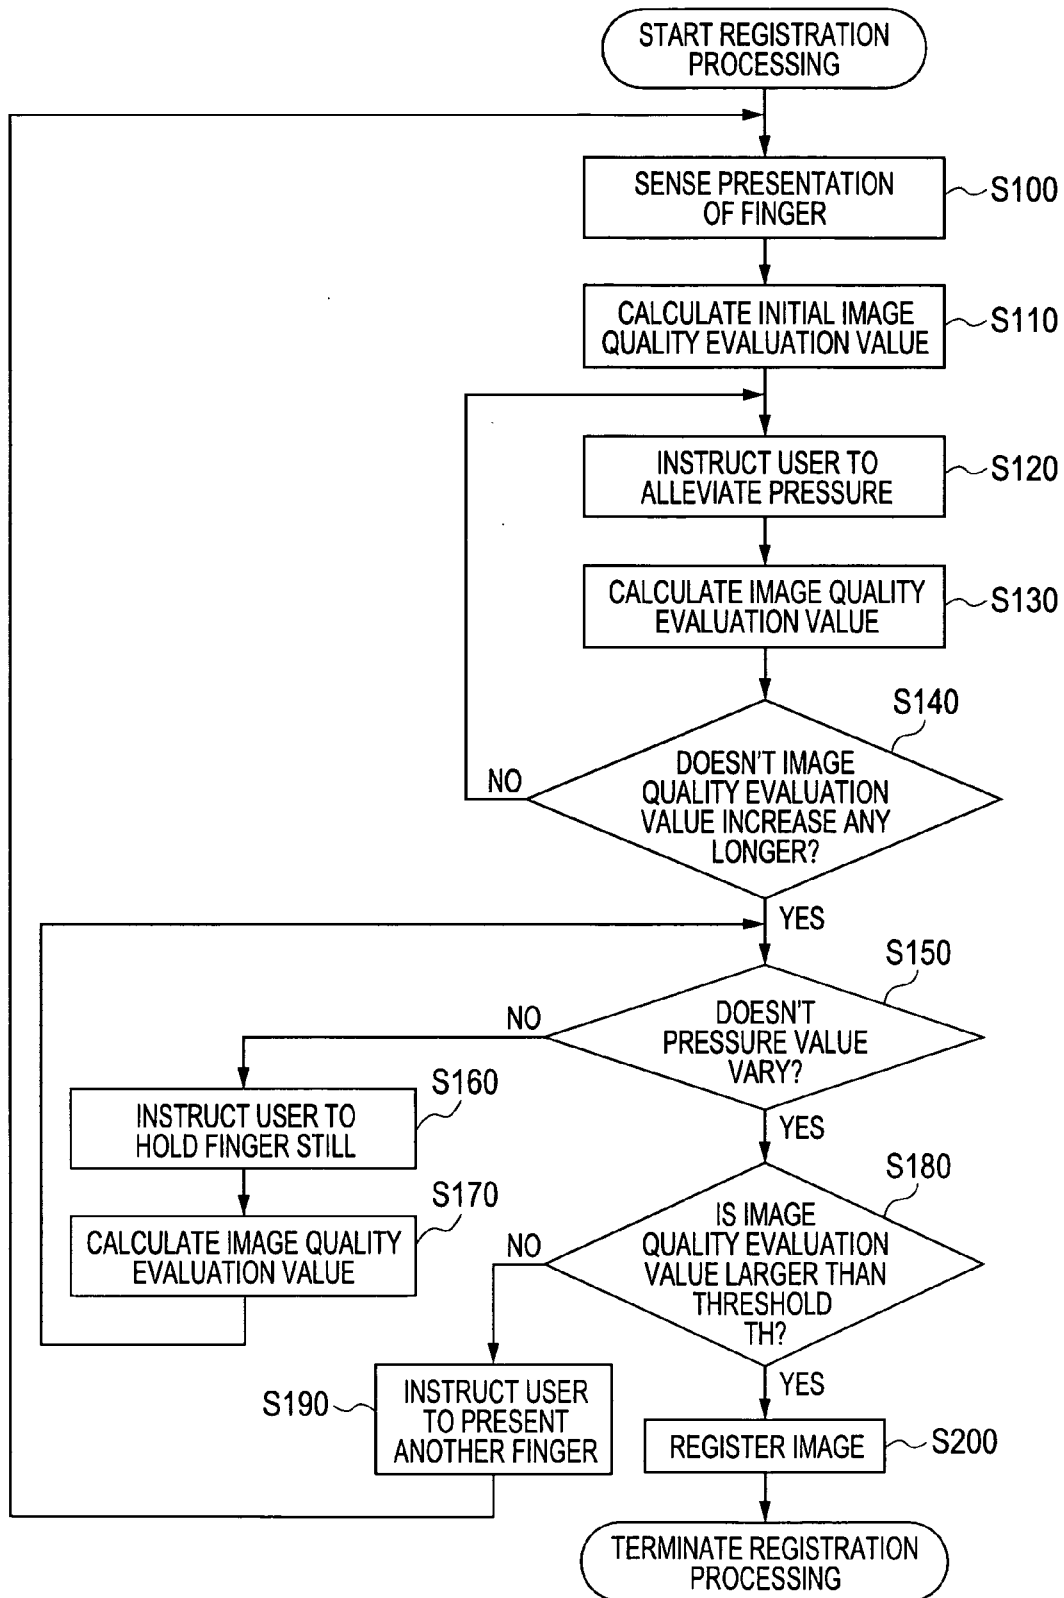 START REGISTRATION
PROCESSING
SENSE PRESENTATION
OF FINGER
S100
CALCULATE INITIAL IMAGE
QUALITY EVALUATION VALUE
S110
INSTRUCT USER TO
ALLEVIATE PRESSURE
S120
CALCULATE IMAGE QUALITY
EVALUATION VALUE
S130
S140
DOESN'T IMAGE
QUALITY EVALUATION
VALUE INCREASE ANY
LONGER?
NO
YES
S150
DOESN'T
PRESSURE VALUE
VARY?
NO
YES
S160
INSTRUCT USER TO
HOLD FINGER STILL
S170
CALCULATE IMAGE QUALITY
EVALUATION VALUE
S180
IS IMAGE
QUALITY EVALUATION
VALUE LARGER THAN
THRESHOLD
TH?
NO
YES
S190
INSTRUCT USER
TO PRESENT
ANOTHER FINGER
REGISTER IMAGE
S200
TERMINATE REGISTRATION
PROCESSING